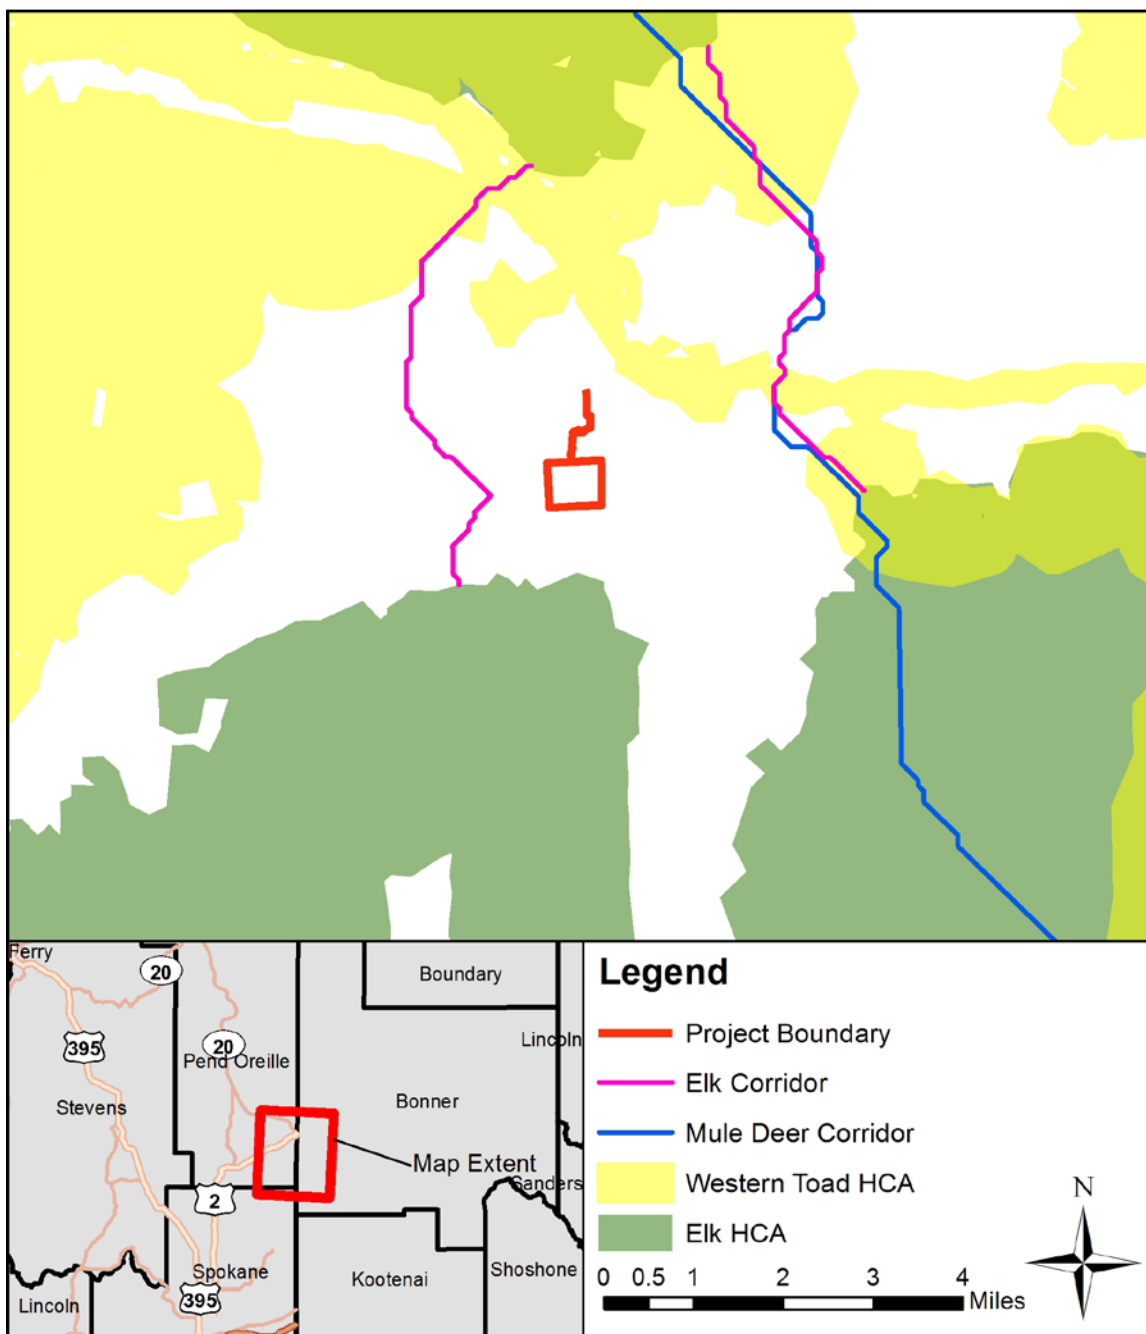 Ferry
20
Boundary
395
20
Pend Oreille
Lincoln
Stevens
Bonner
Map Extent
Sanders
2
Spokane
Kootenai
Shoshone
395
Lincoln
Legend
Project Boundary
Elk Corridor
Mule Deer Corridor
Western Toad HCA
Elk HCA
N
0 0.5 1 2 3 4
Miles